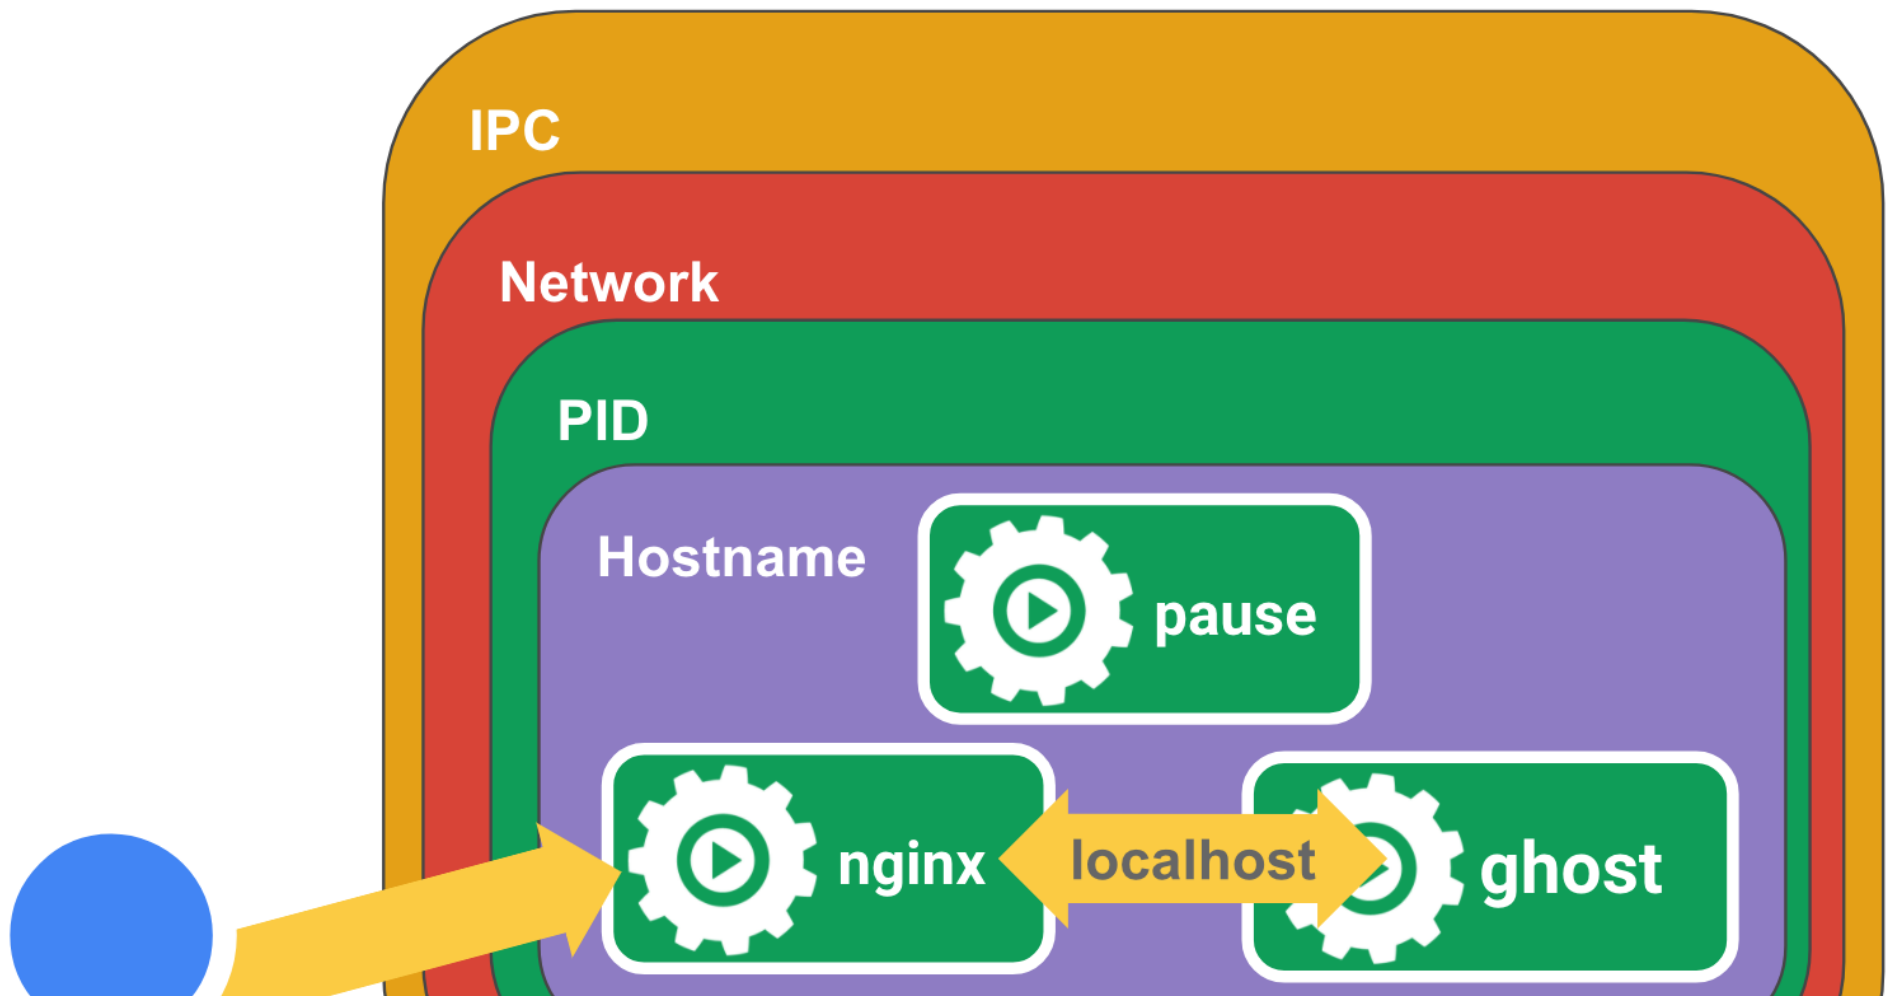 IPC
Network
PID
Hostname
pause
nginx
localhost
ghost